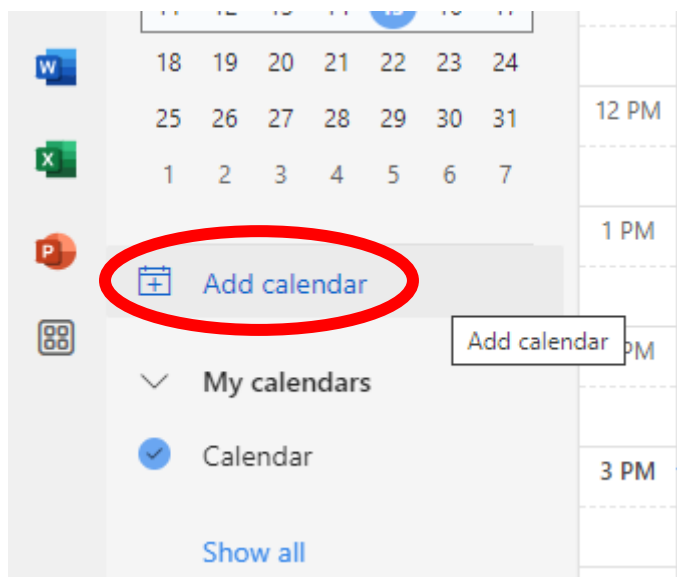 18 19 20 21 22 23 24
25 26 27 28 29 30 31
1 2 3 4 5 6 7
12 PM
1 PM
Add calendar
Add calendar
PM
My calendars
Calendar
3 PM
Show all
W
X
P